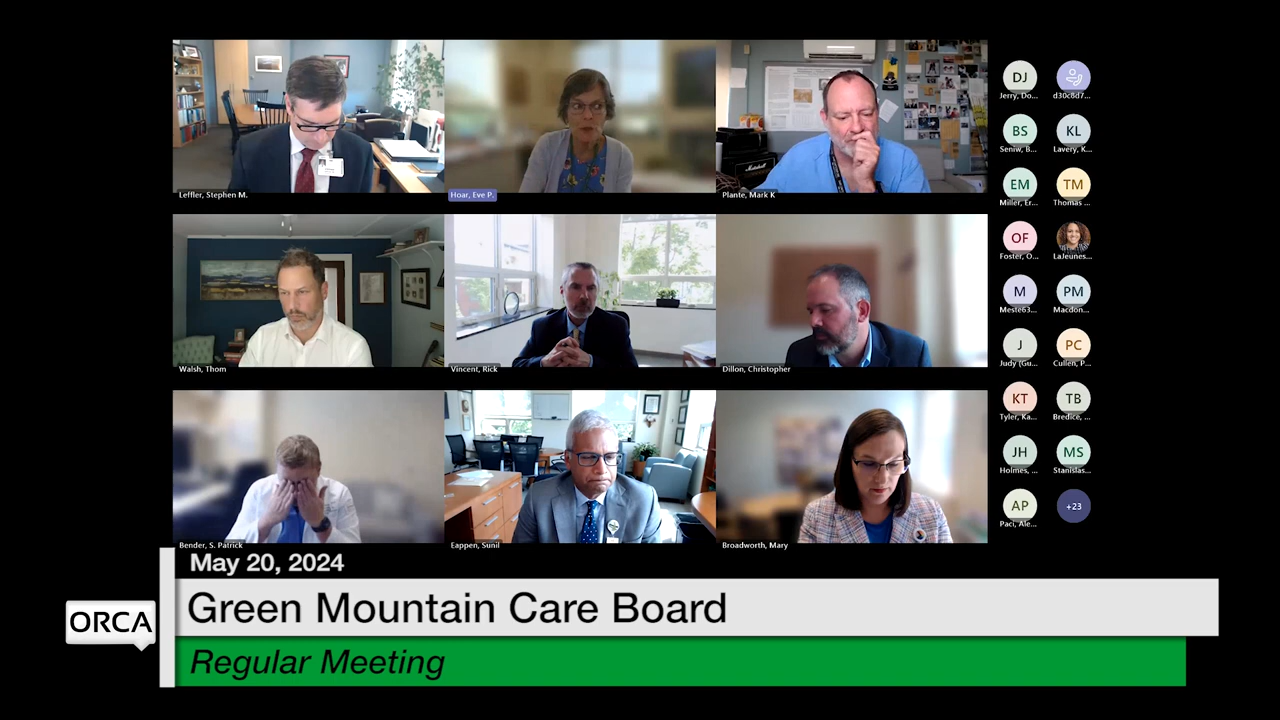 Leffler, Stephen M.
Hoar, Eve P.
Plante, Mark K
Walsh, Thom
Vincent, Rick
Dillon, Christopher
Bender, S. Patrick
Eappen, Sunil
Broadworth, Mary
DJ
Jerry, Do...
d30c8d7...
BS
Seniw, B...
KL
Lavery, K...
EM
Miller, Er...
TM
Thomas ...
OF
Foster, O...
LaJeunes...
M
Meste63...
PM
Macdon...
J
Judy (Gu...
PC
Cullen, P...
KT
Tyler, Ka...
TB
Bredice, ...
JH
Holmes, ...
MS
Stanislas...
AP
Paci, Ale...
+23
Marshall
May 20, 2024
ORCA
Green Mountain Care Board
Regular Meeting